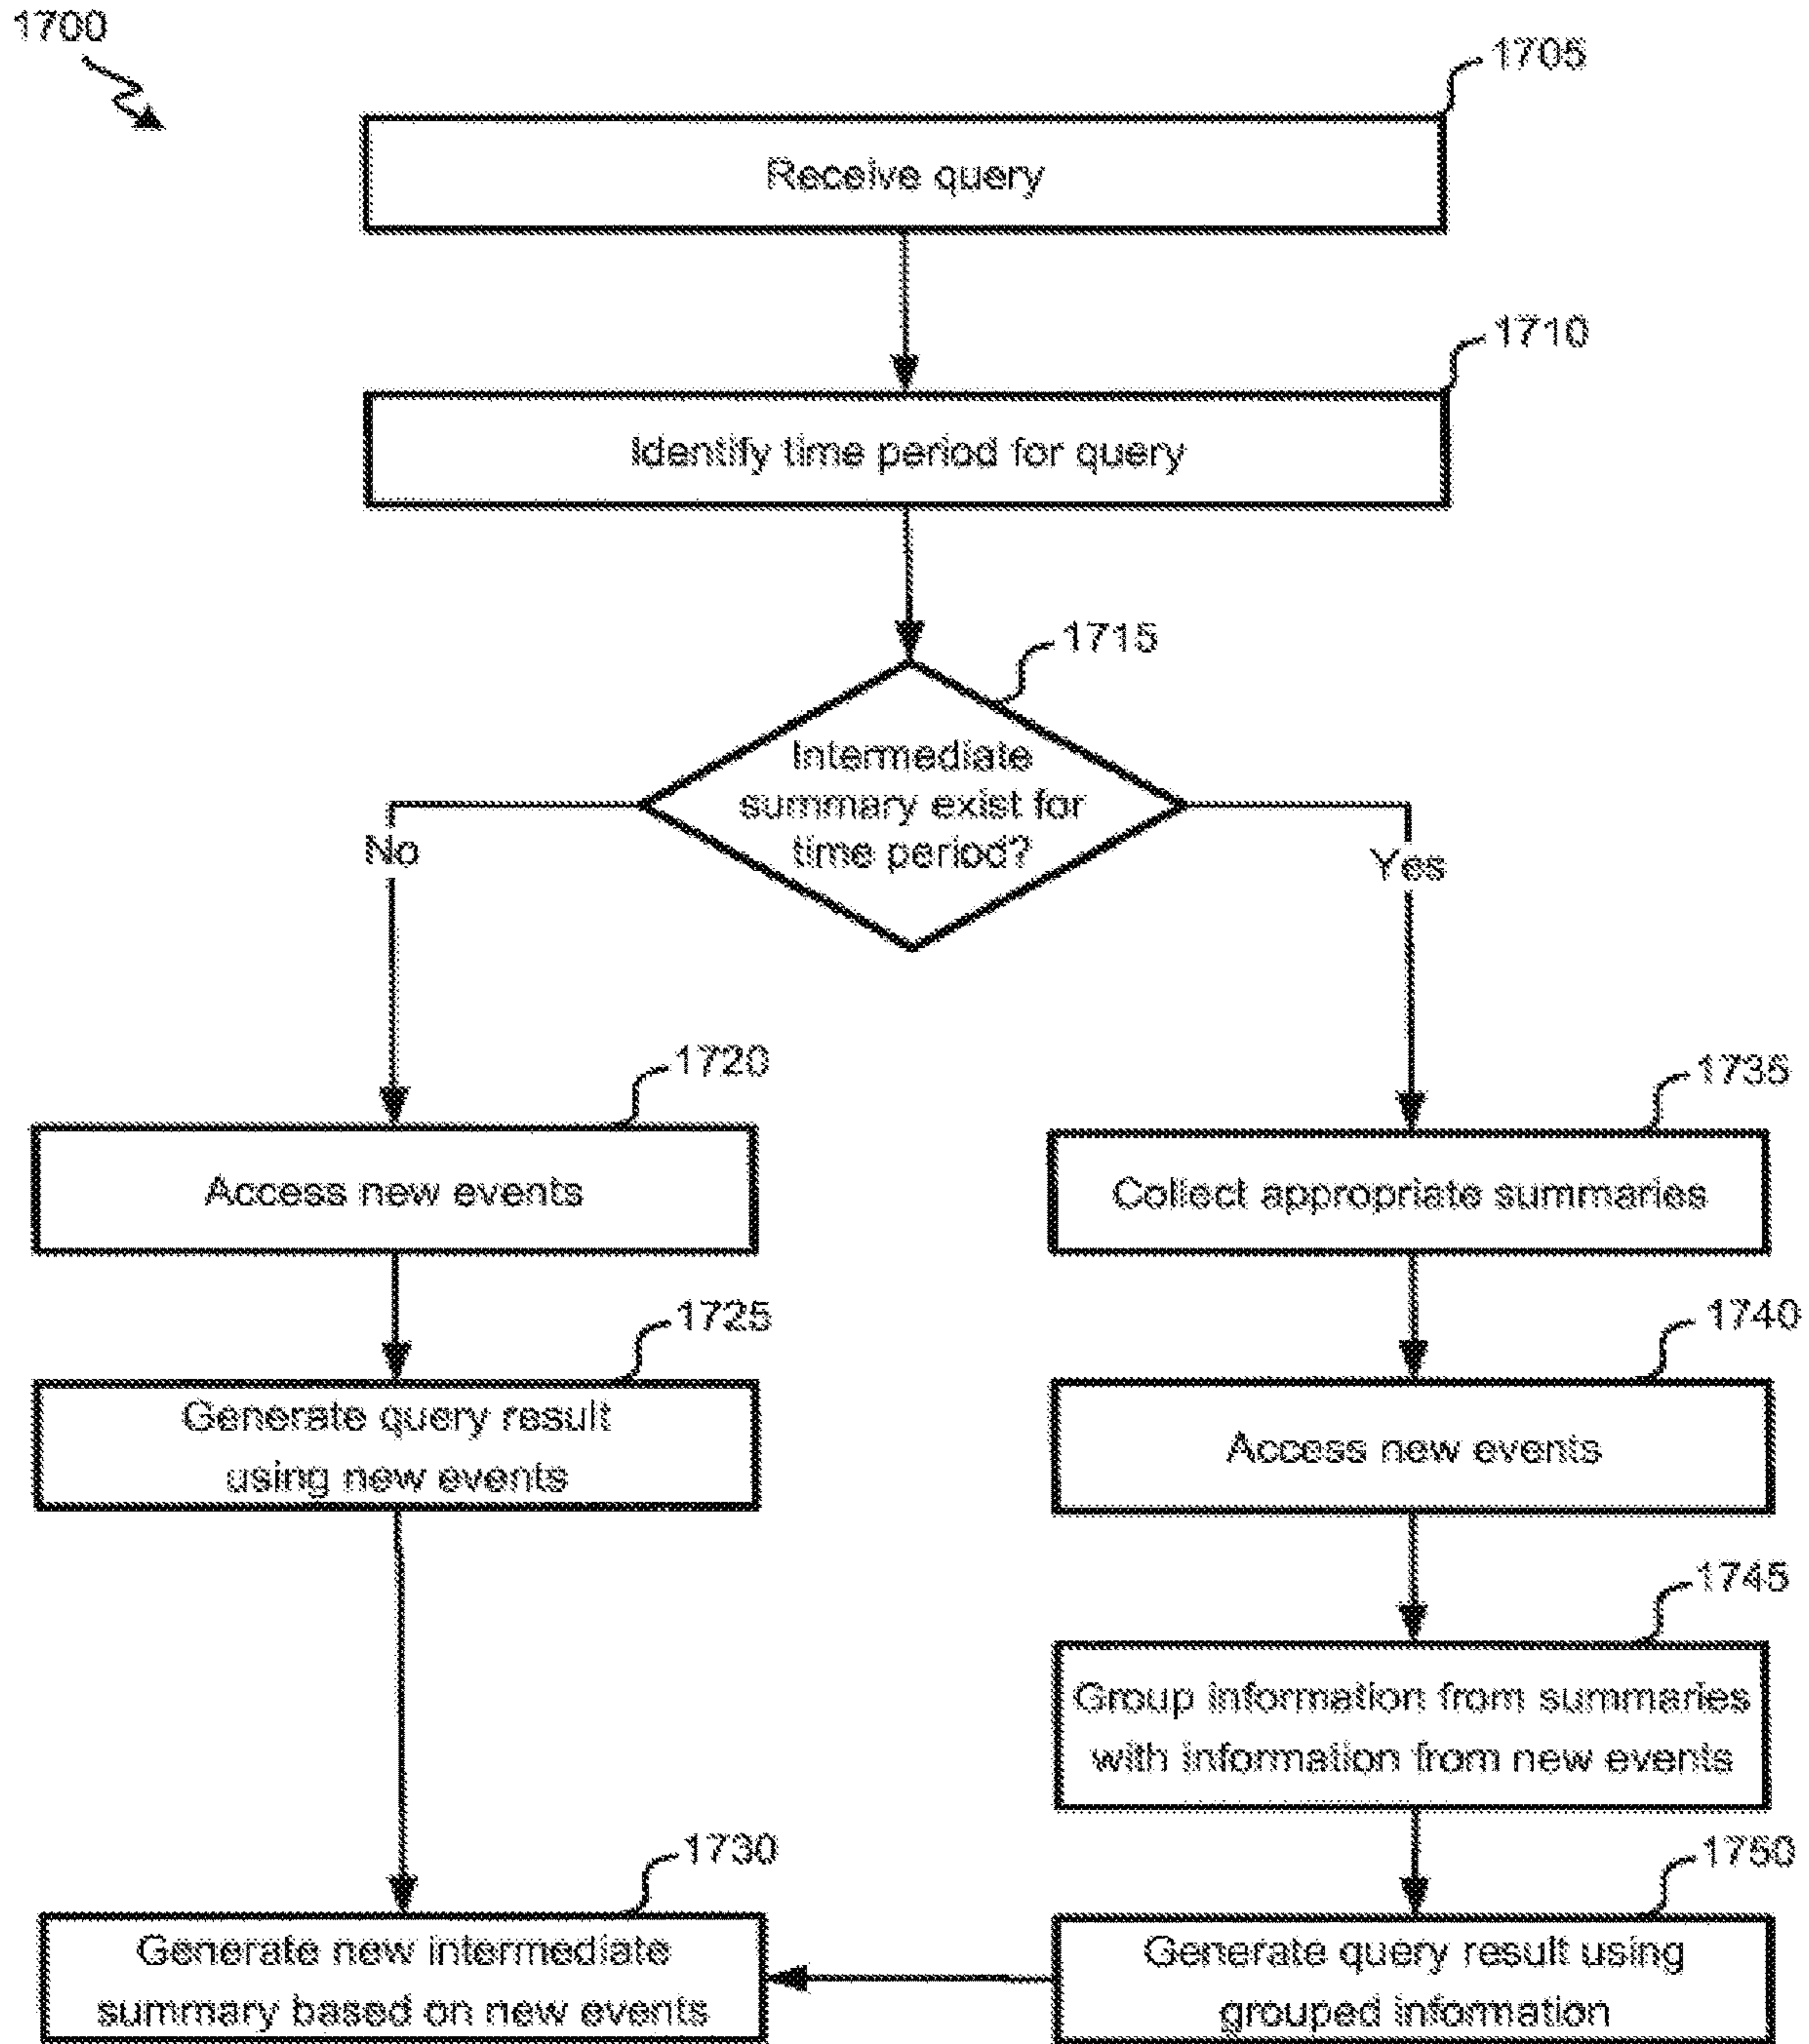 1700
1705
Receive query
1710
Identify time period for query
1715
Intermediate
summary exist for
time period?
No
Yes
1720
Access new events
1735
Collect appropriate summaries
1725
Generate query result
using new events
1740
Access new events
1745
Group information from summaries
with information from new events
1730
Generate new intermediate
summary based on new events
1750
Generate query result using
grouped information